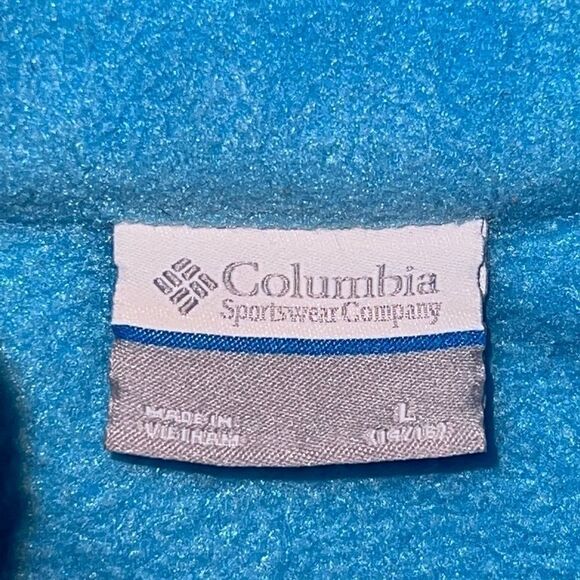 Columbia
Sportswear Company
MADE IN
VIETNAM
L